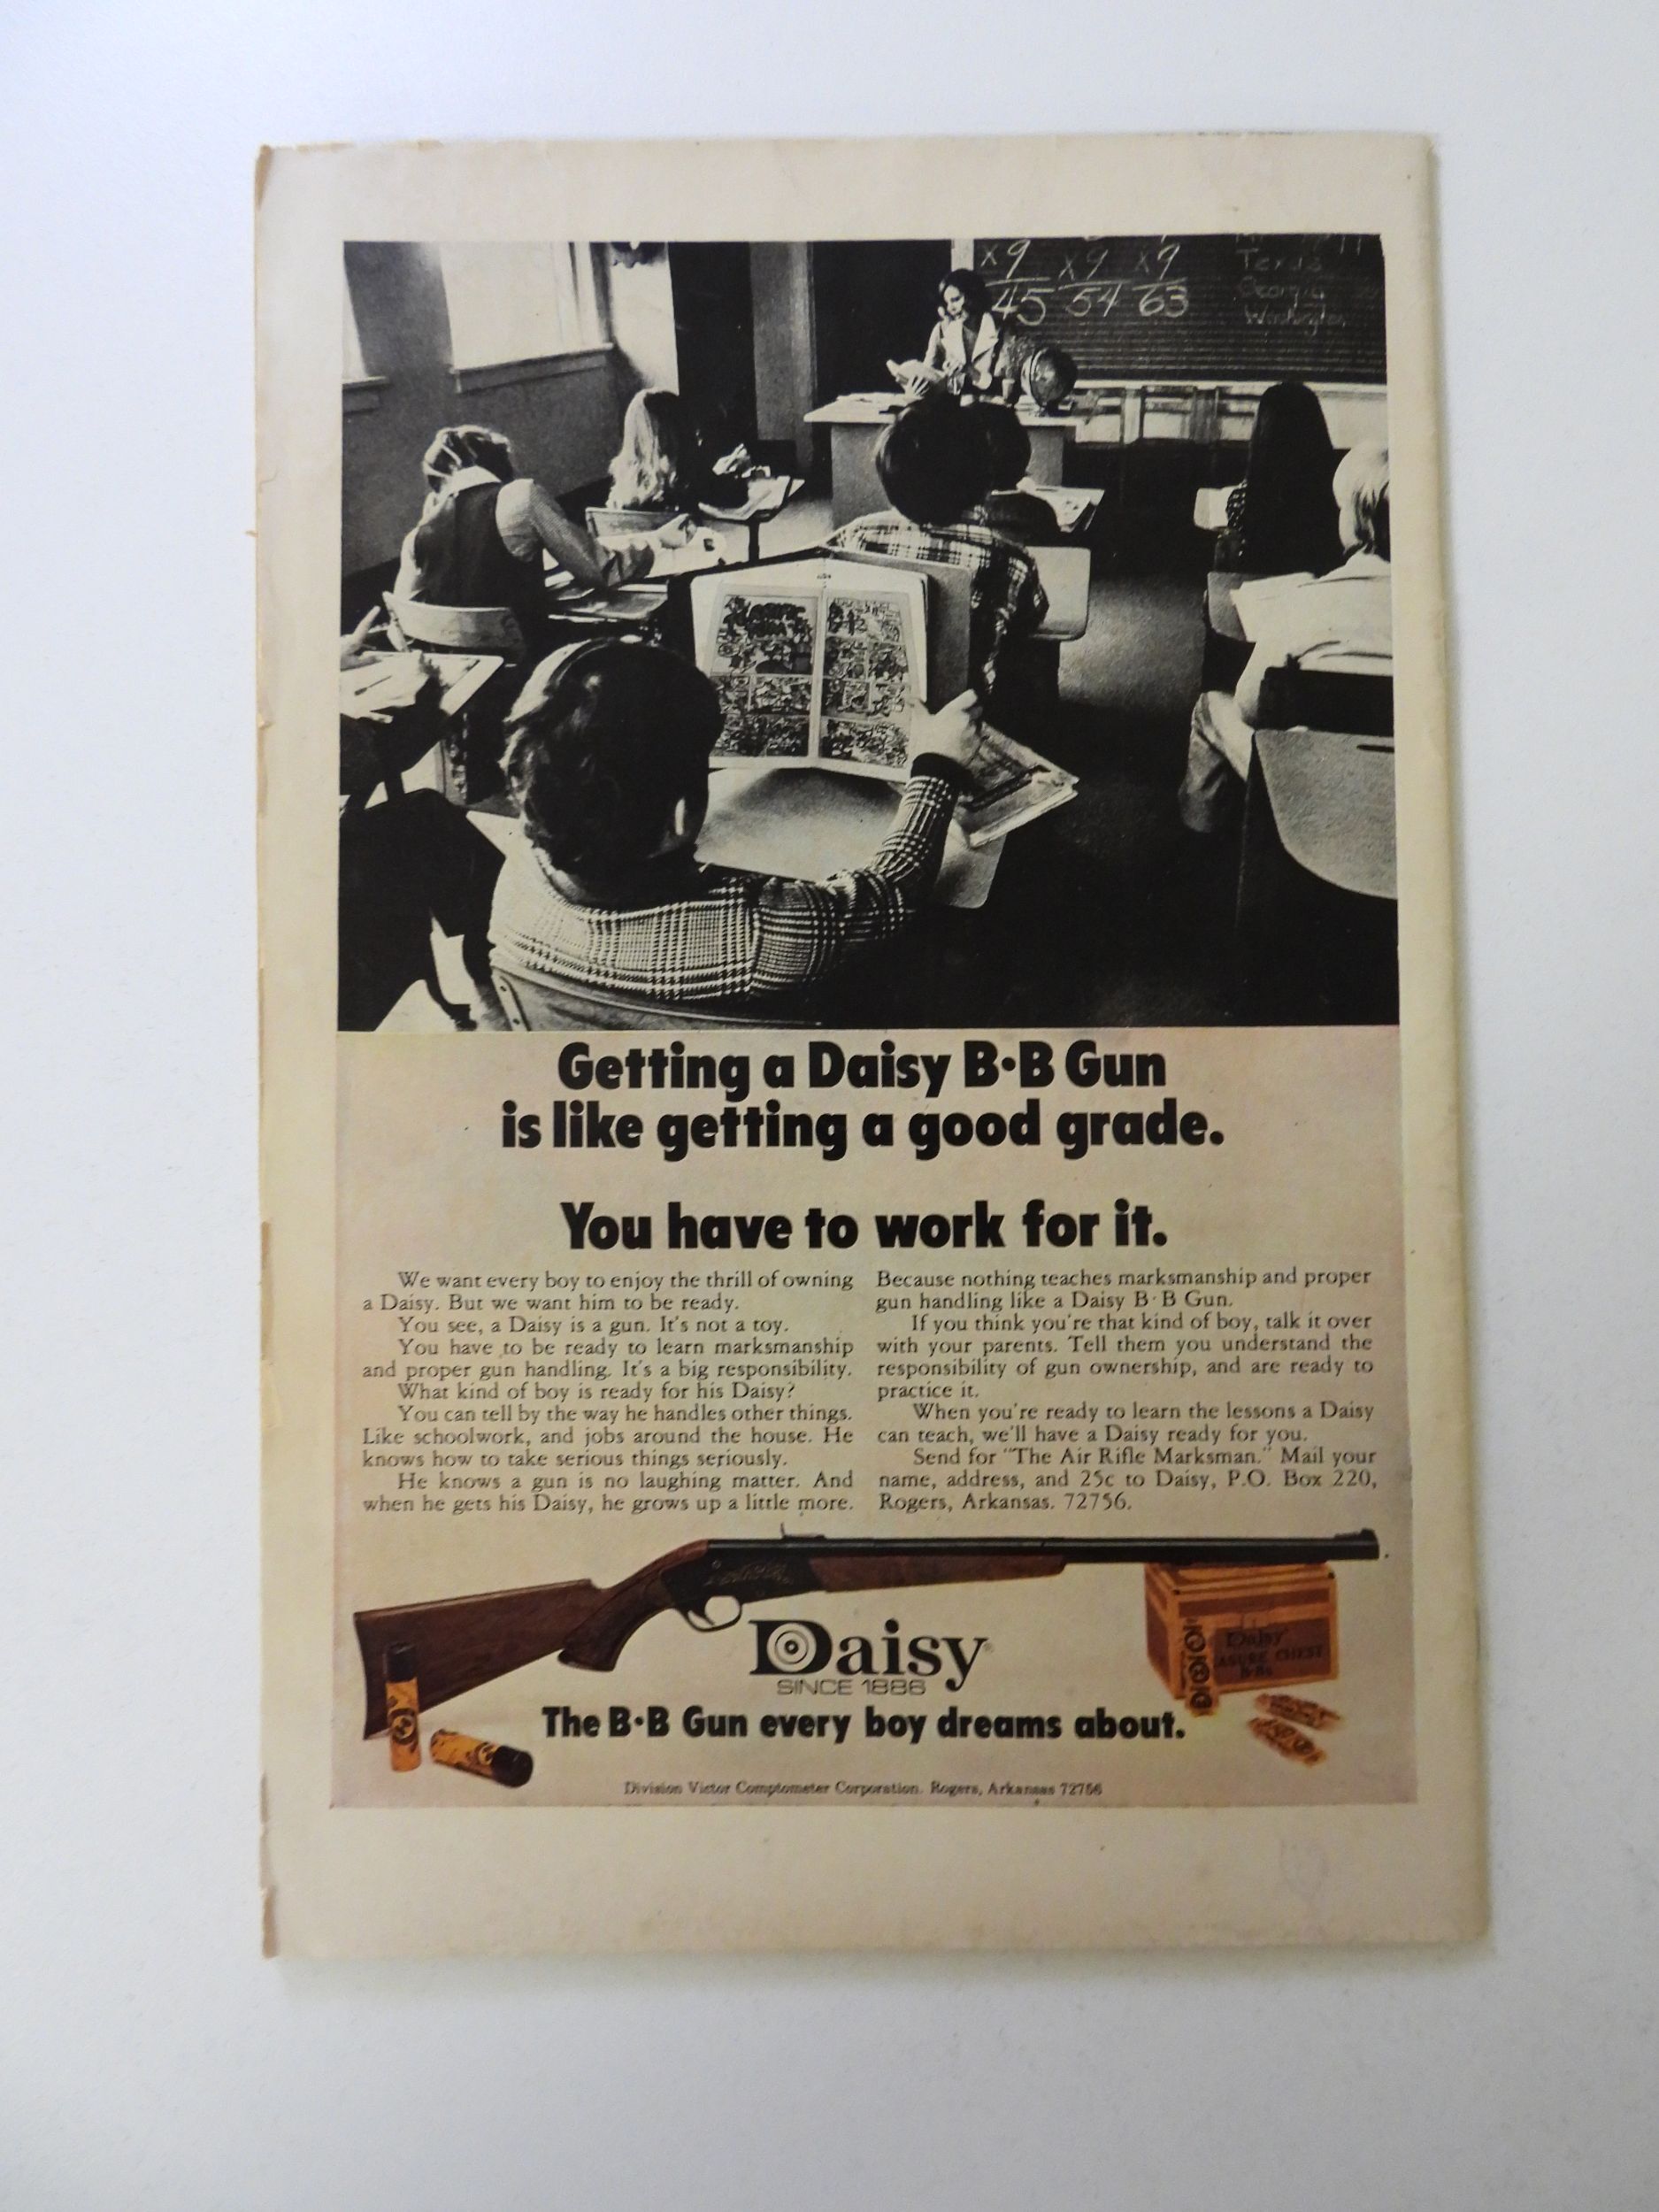 x9 x9 x9
45 54 63
Texas
Georgia
Washington
Getting a Daisy B·B Gun
is like getting a good grade.
You have to work for it.
We want every boy to enjoy the thrill of owning
a Daisy. But we want him to be ready.
You see, a Daisy is a gun. It's not a toy.
You have to be ready to learn marksmanship
and proper gun handling. It's a big responsibility.
What kind of boy is ready for his Daisy?
You can tell by the way he handles other things.
Like schoolwork, and jobs around the house. He
knows how to take serious things seriously.
He knows a gun is no laughing matter. And
when he gets his Daisy, he grows up a little more.
Because nothing teaches marksmanship and proper
gun handling like a Daisy B·B Gun.
If you think you're that kind of boy, talk it over
with your parents. Tell them you understand the
responsibility of gun ownership, and are ready to
practice it.
When you're ready to learn the lessons a Daisy
can teach, we'll have a Daisy ready for you.
Send for "The Air Rifle Marksman." Mail your
name, address, and 25c to Daisy, P.O. Box 220,
Rogers, Arkansas. 72756.
Daisy
ASURE CHEST
Daisy®
SINCE 1886
The B·B Gun every boy dreams about.
Division Victor Comptometer Corporation. Rogers, Arkansas 72756